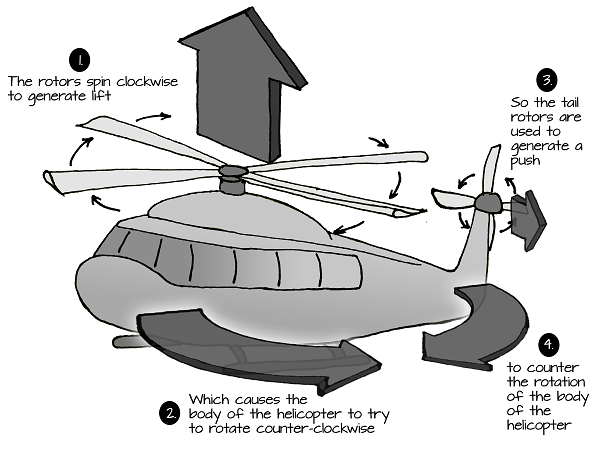 1.
The rotors spin clockwise
to generate lift
2.
Which causes the
body of the helicopter to try
to rotate counter-clockwise
3.
So the tail
rotors are
used to
generate a
push
4.
to counter
the rotation
of the body
of the
helicopter